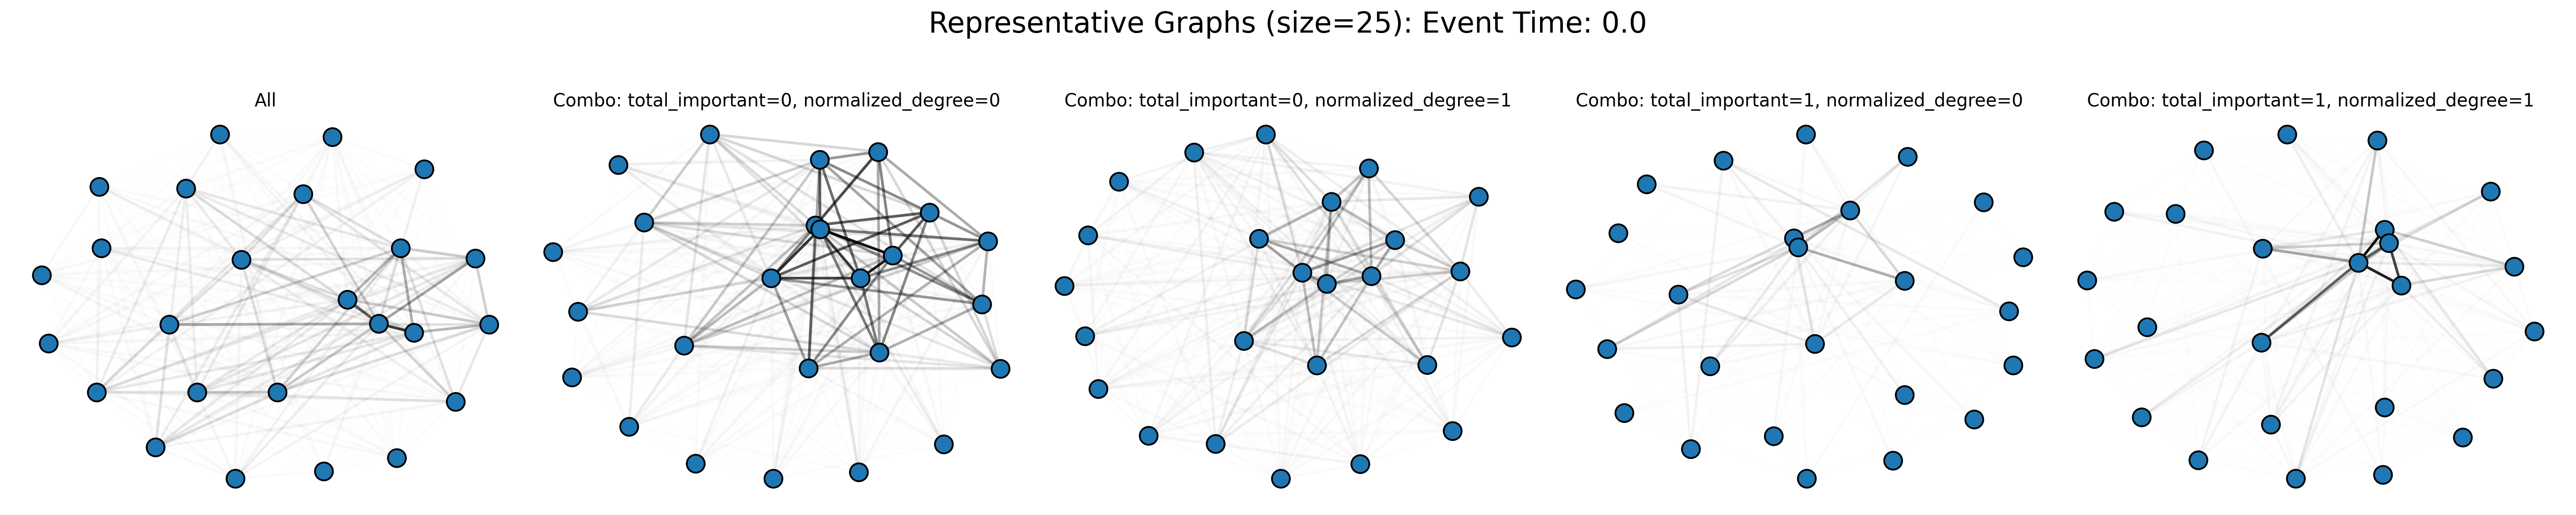 Representative Graphs (size=25): Event Time: 0.0
All
Combo: total_important=0, normalized_degree=0
Combo: total_important=0, normalized_degree=1
Combo: total_important=1, normalized_degree=0
Combo: total_important=1, normalized_degree=1